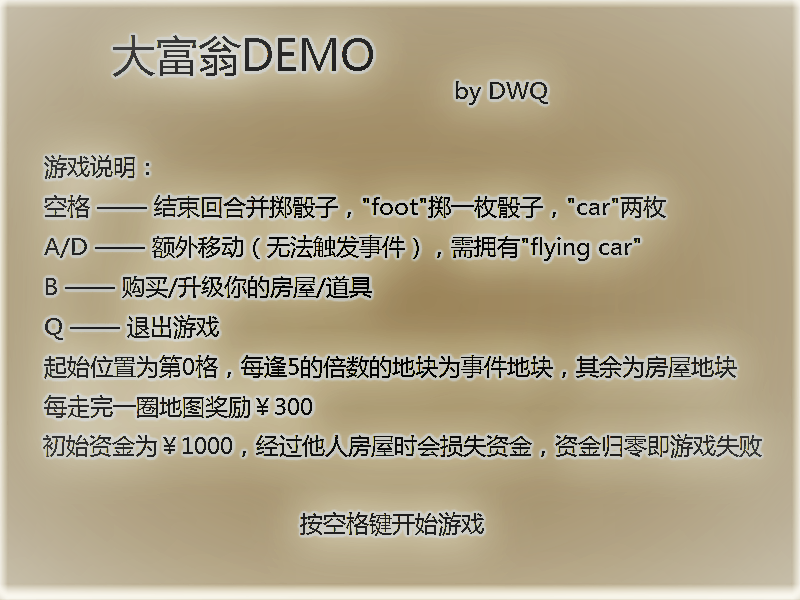 大富翁DEMO
by DWQ
游戏说明：
空格 —— 结束回合并掷骰子，"foot"掷一枚骰子，"car"两枚
A/D —— 额外移动（无法触发事件），需拥有"flying car"
B —— 购买/升级你的房屋/道具
Q —— 退出游戏
起始位置为第0格，每逢5的倍数的地块为事件地块，其余为房屋地块
每走完一圈地图奖励￥300
初始资金为￥1000，经过他人房屋时会损失资金，资金归零即游戏失败
按空格键开始游戏